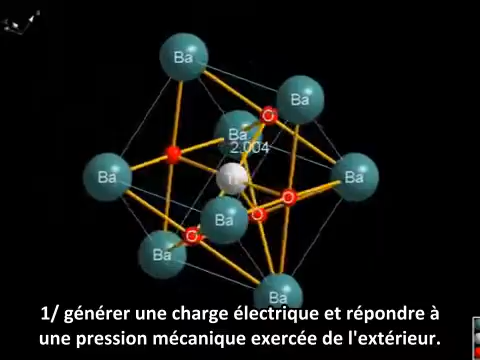 Ba
Ba
O
Ba
2.004
Ba
Ba
O
O
Ba
O
Ba
Ba
1/ générer une charge électrique et répondre à
une pression mécanique exercée de l'extérieur.